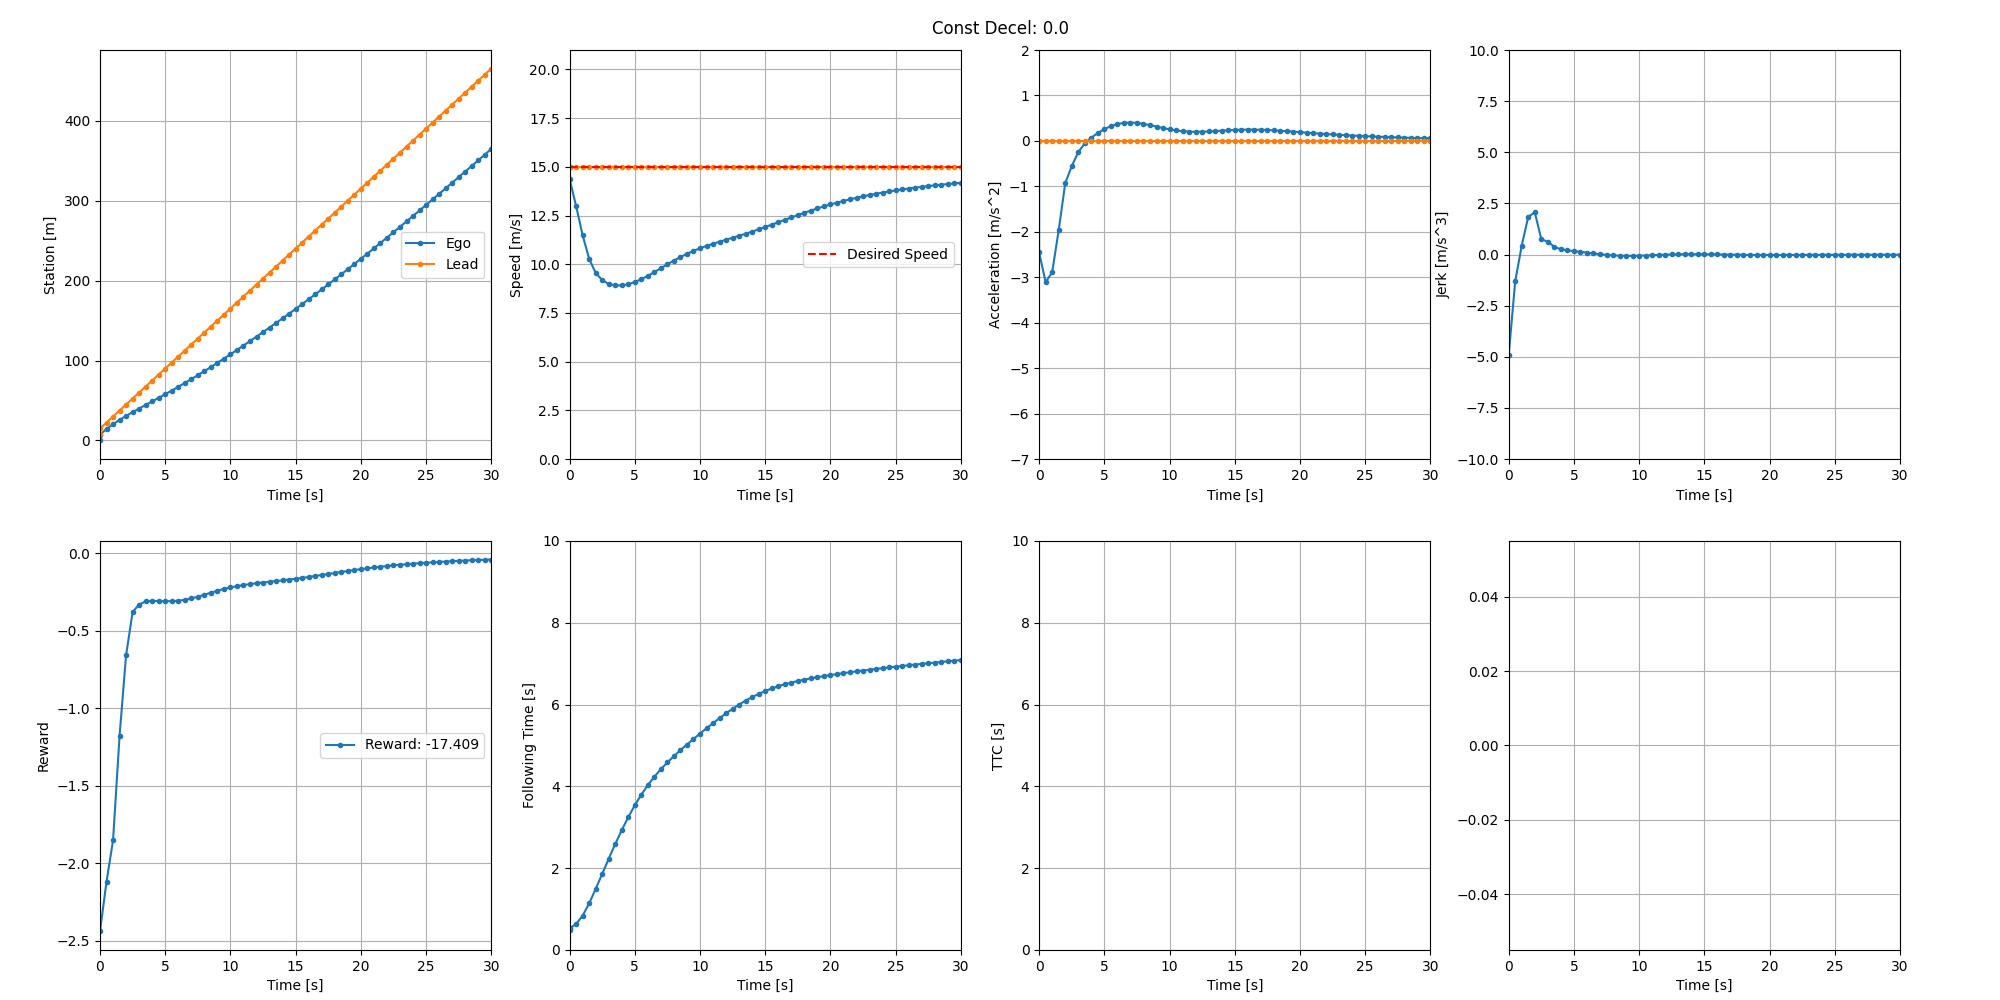 Const Decel: 0.0
Station [m]
400
300
200
100
0
0 5 10 15 20 25 30
Time [s]
Ego
Lead
Speed [m/s]
20.0
17.5
15.0
12.5
10.0
7.5
5.0
2.5
0.0
0 5 10 15 20 25 30
Time [s]
Desired Speed
Acceleration [m/s^2]
2
1
0
−1
−2
−3
−4
−5
−6
−7
0 5 10 15 20 25 30
Time [s]
Jerk [m/s^3]
10.0
7.5
5.0
2.5
0.0
−2.5
−5.0
−7.5
−10.0
0 5 10 15 20 25 30
Time [s]
Reward
0.0
−0.5
−1.0
−1.5
−2.0
−2.5
0 5 10 15 20 25 30
Time [s]
Reward: -17.409
Following Time [s]
10
8
6
4
2
0
0 5 10 15 20 25 30
Time [s]
TTC [s]
10
8
6
4
2
0
0 5 10 15 20 25 30
Time [s]
0.04
0.02
0.00
−0.02
−0.04
0 5 10 15 20 25 30
Time [s]